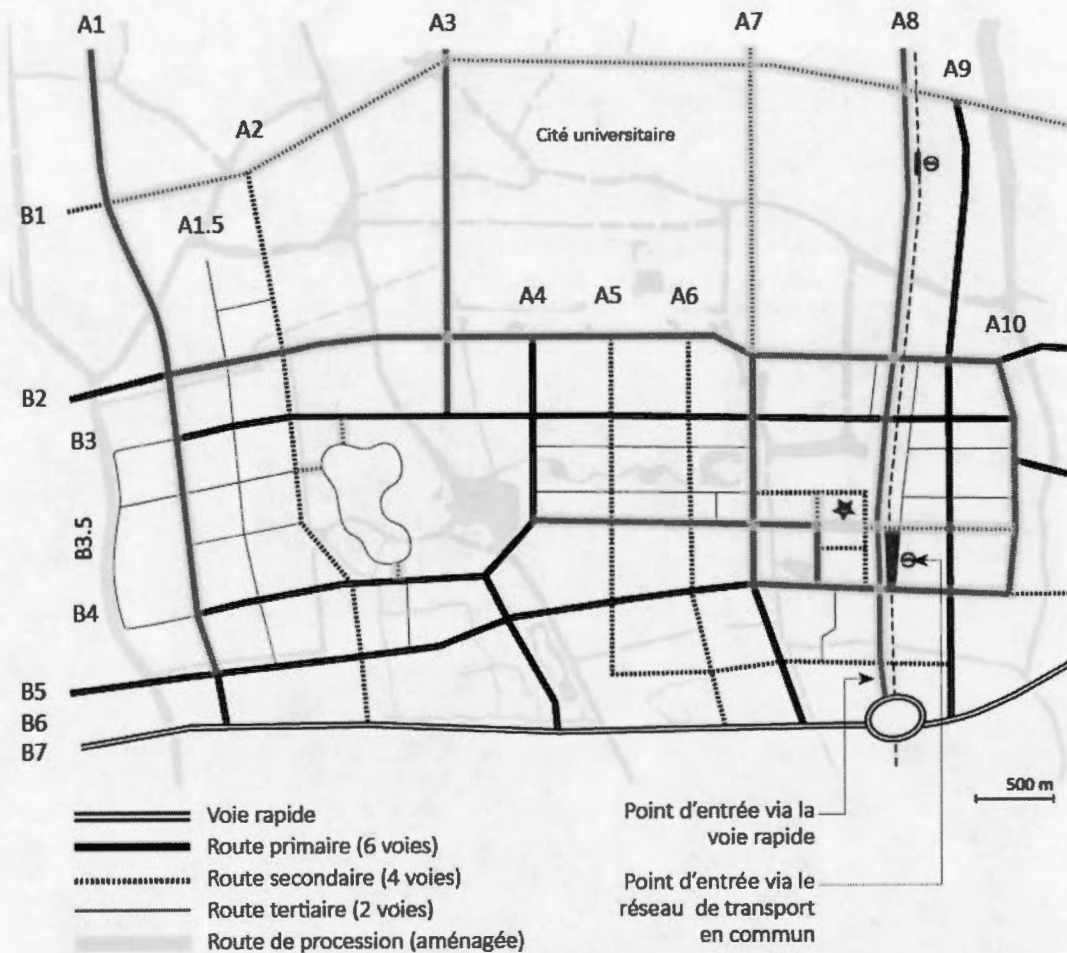 A1
A3
A7
A8
A9
A2
Cité universitaire
B1
A1.5
A4
A5
A6
A10
B2
B3
B3.5
B4
B5
B6
B7
500 m
Voie rapide
Route primaire (6 voies)
Route secondaire (4 voies)
Route tertiaire (2 voies)
Route de procession (aménagée)
Point d'entrée via la
voie rapide
Point d'entrée via le
réseau de transport
en commun